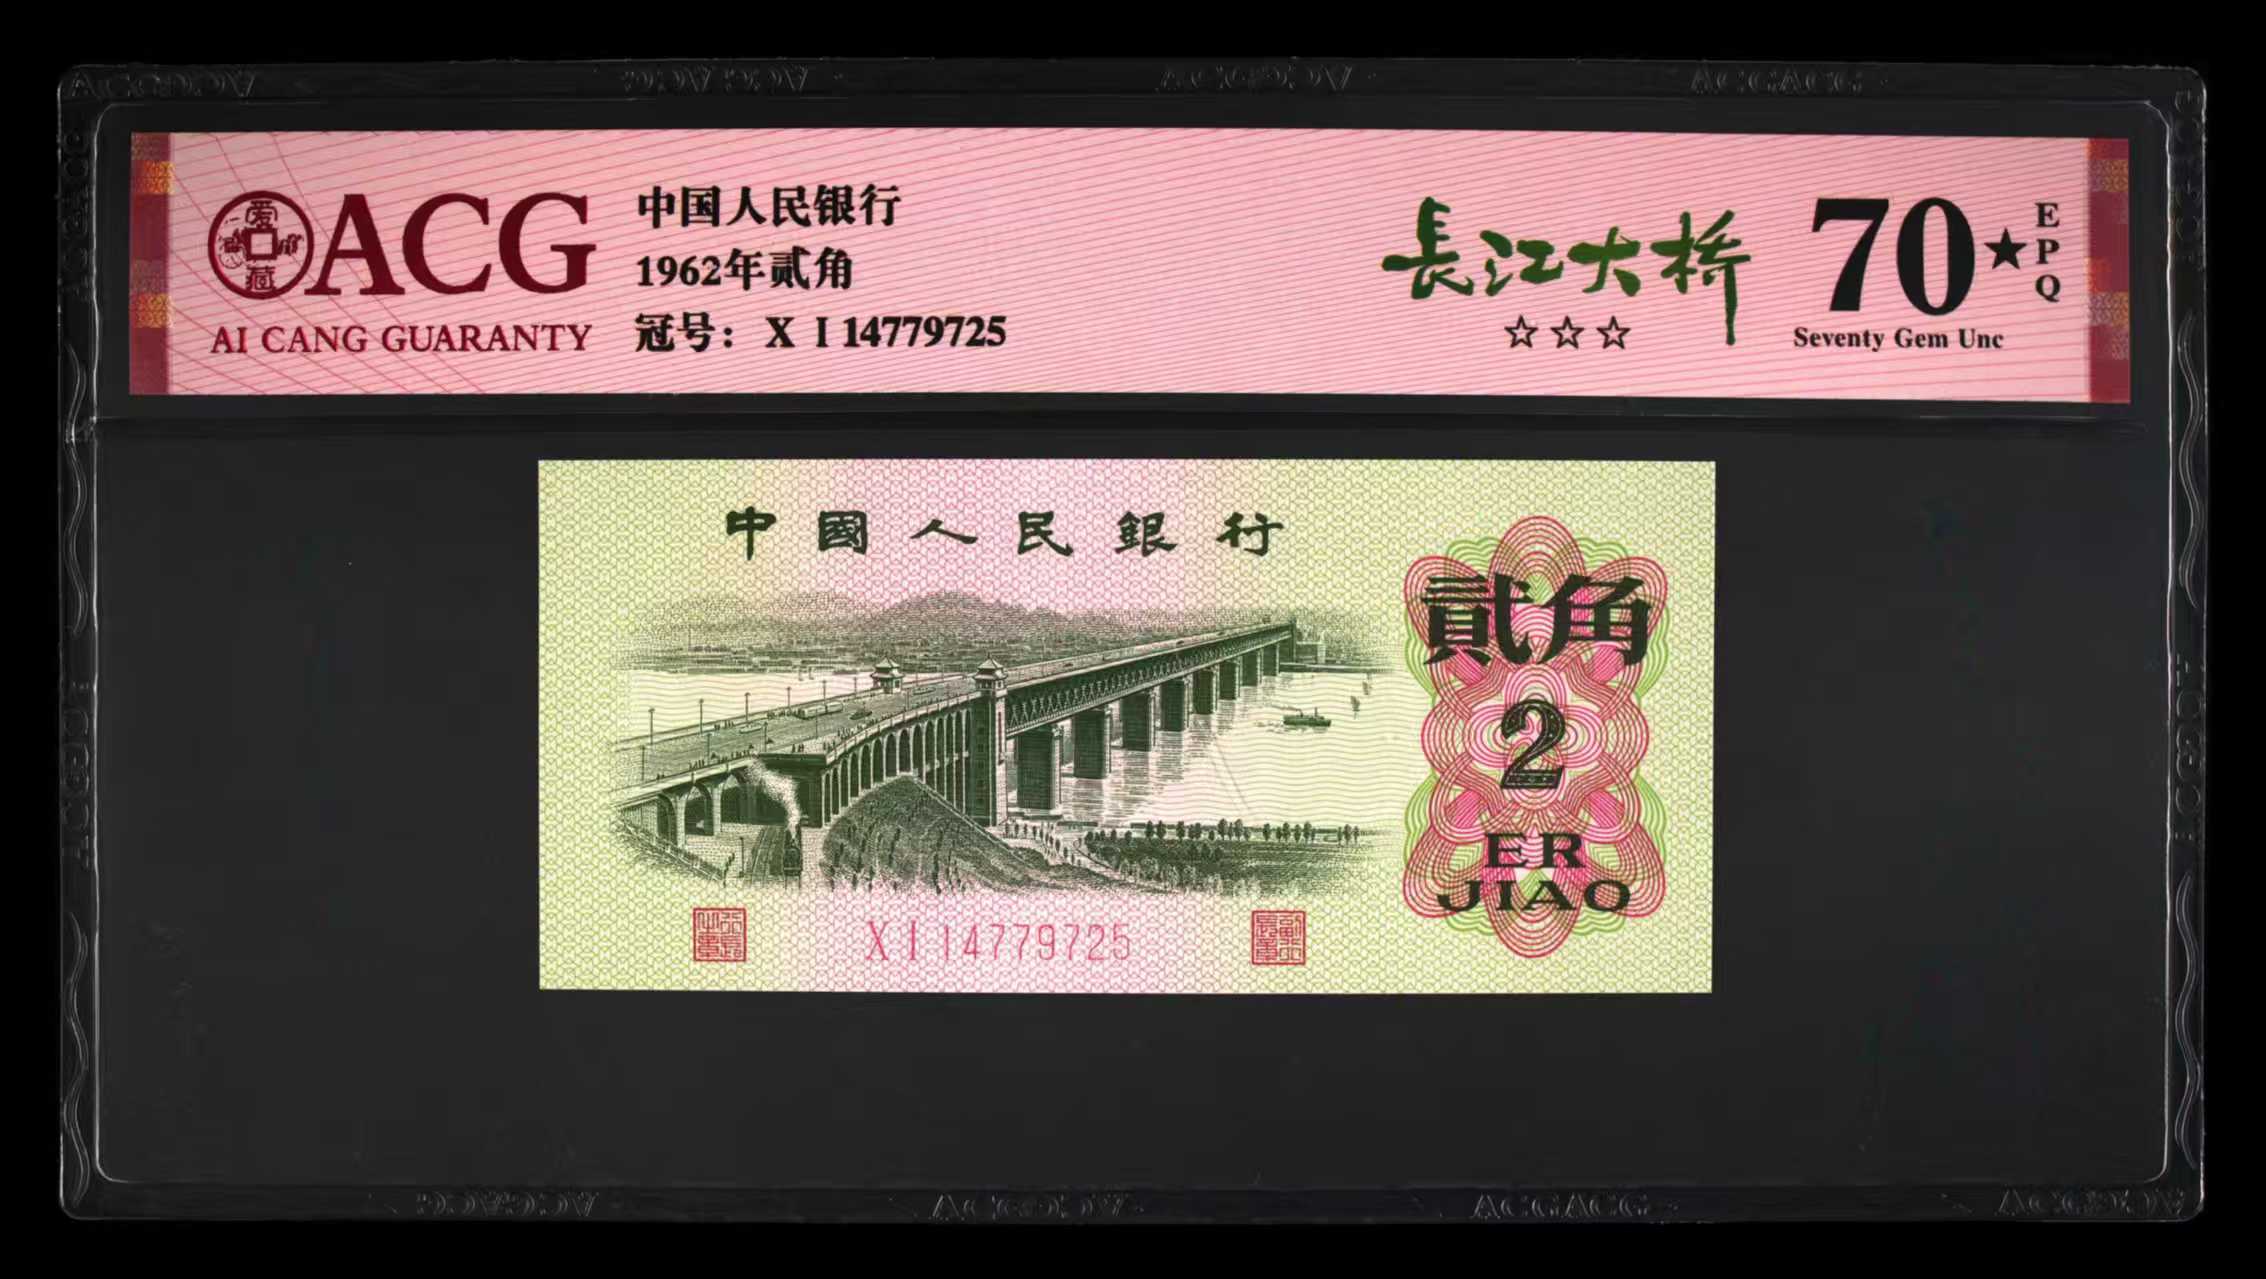 ACG
AI CANG GUARANTY
中国人民银行
1962年贰角
冠号：X I 14779725
長江大橋
☆☆☆
70★
EPQ
Seventy Gem Unc
中國人民銀行
貳角
2
ER
JIAO
X I 14779725